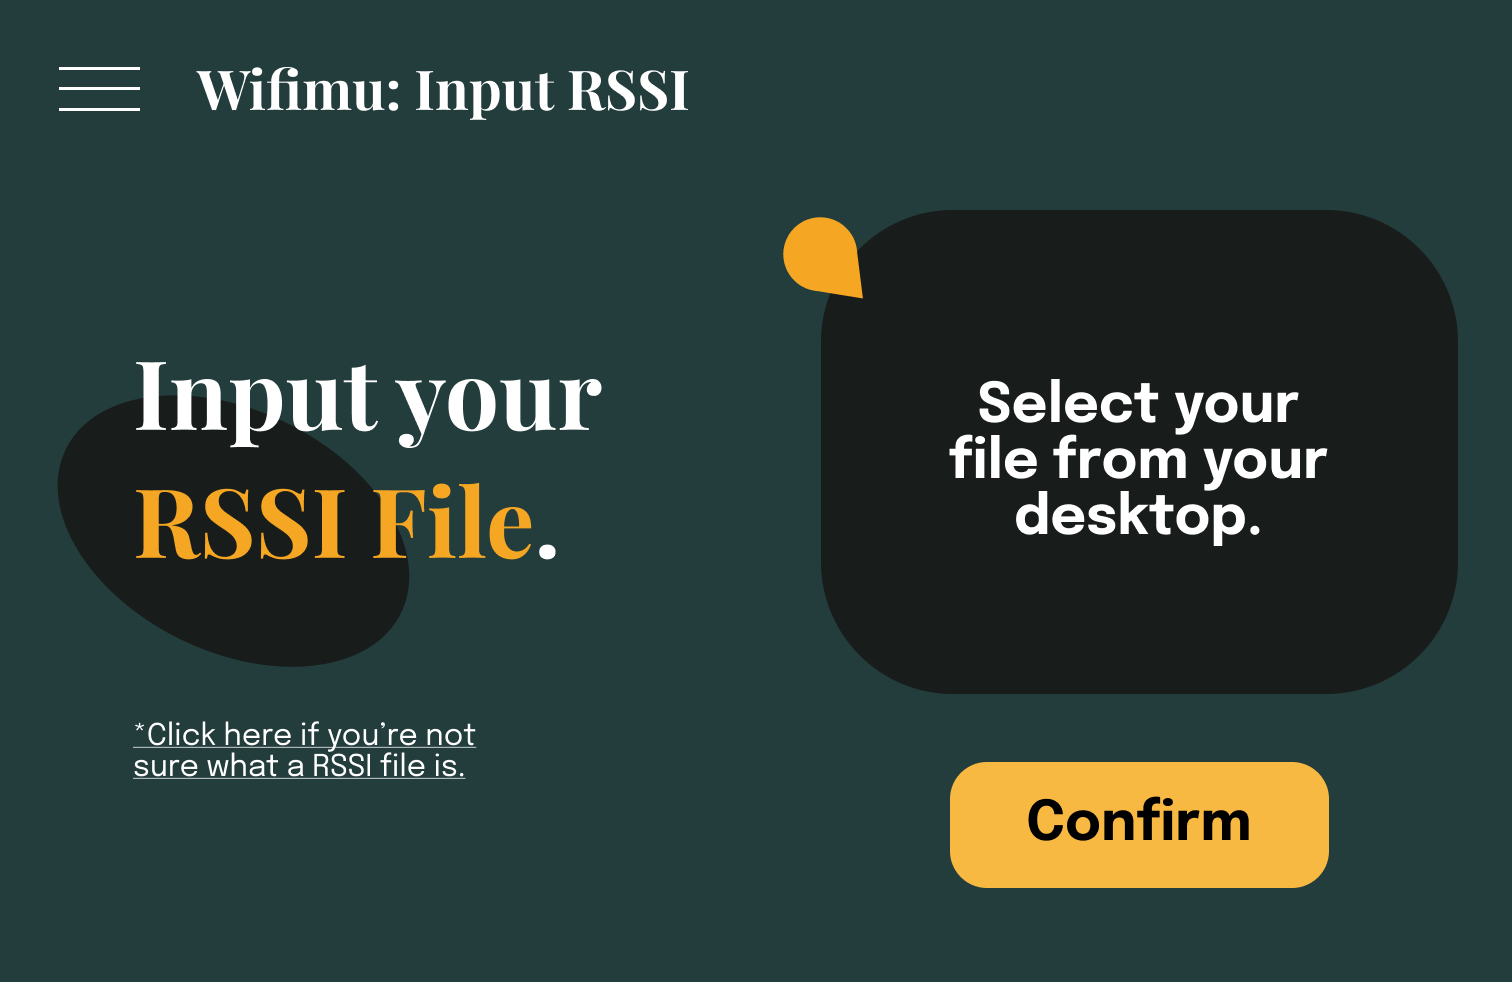 Wifimu: Input RSSI
Input your
RSSI File.
*Click here if you’re not
sure what a RSSI file is.
Select your
file from your
desktop.
Confirm